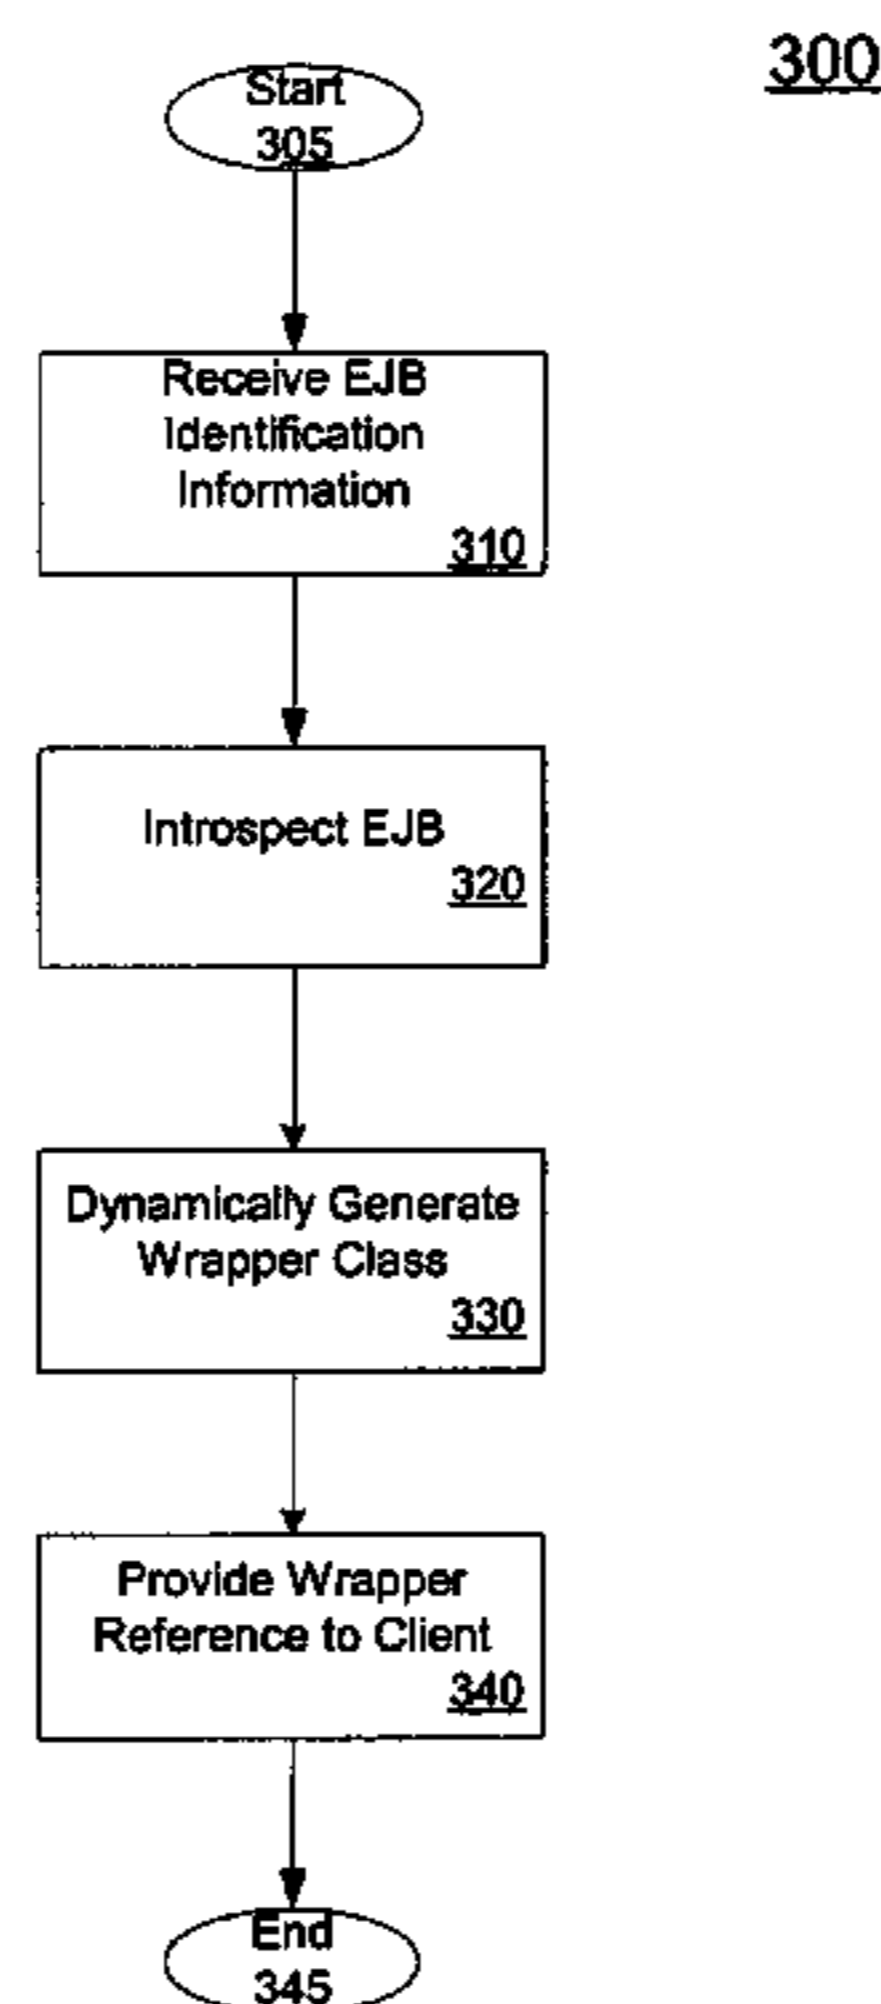 300
Start
305
Receive EJB
Identification
Information
310
Introspect EJB
320
Dynamically Generate
Wrapper Class
330
Provide Wrapper
Reference to Client
340
End
345